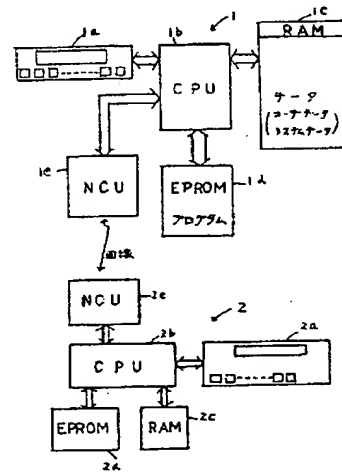 1
1a
1b
1c
CPU
RAM
データ
(ユーザデータ
システムデータ)
1e
NCU
EPROM
プログラム
1d
回線
NCU
2e
2
2b
2a
CPU
EPROM
RAM
2c
2d